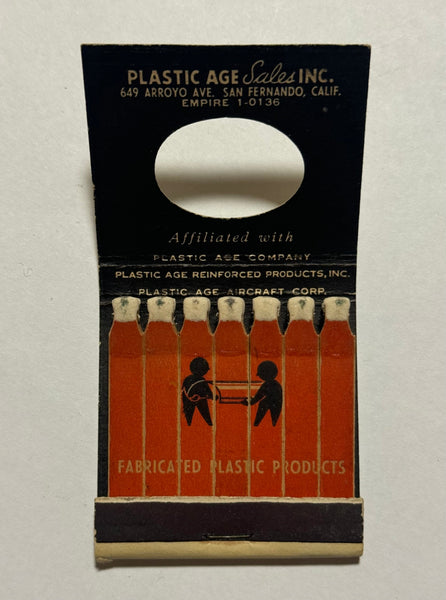 PLASTIC AGE Sales INC.
649 ARROYO AVE. SAN FERNANDO, CALIF.
EMPIRE 1-0136
Affiliated with
PLASTIC AGE COMPANY
PLASTIC AGE REINFORCED PRODUCTS, INC.
PLASTIC AGE AIRCRAFT CORP.
FABRICATED PLASTIC PRODUCTS